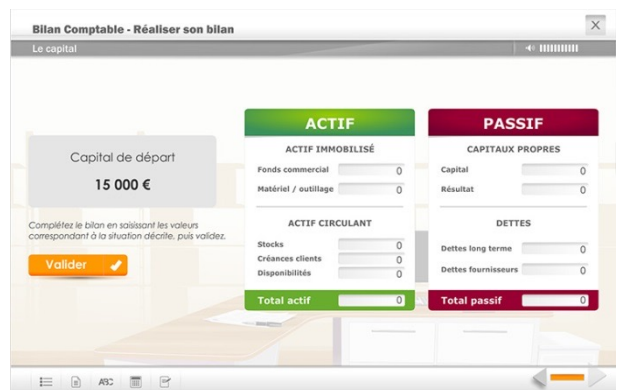 Bilan Comptable - Réaliser son bilan
Le capital
Capital de départ
15 000 €
Complétez le bilan en saisissant les valeurs
correspondant à la situation décrite, puis validez.
Valider
ACTIF
ACTIF IMMOBILISÉ
Fonds commercial 0
Matériel / outillage 0
ACTIF CIRCULANT
Stocks 0
Créances clients 0
Disponibilités 0
Total actif 0
PASSIF
CAPITAUX PROPRES
Capital 0
Résultat 0
DETTES
Dettes long terme 0
Dettes fournisseurs 0
Total passif 0
ABC